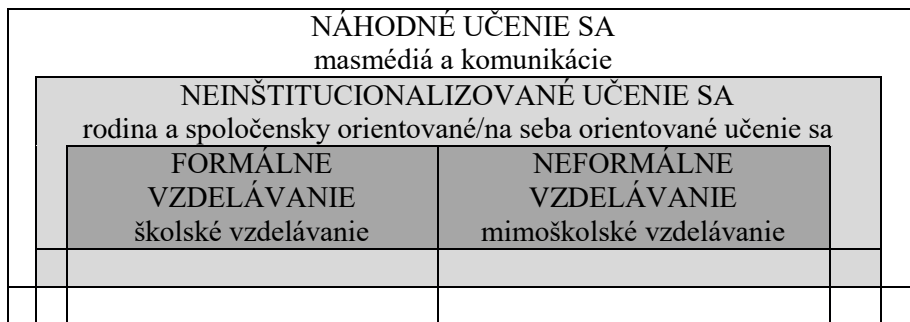 NÁHODNÉ UČENIE SA
masmédiá a komunikácie
NEINŠTITUCIONALIZOVANÉ UČENIE SA
rodina a spoločensky orientované/na seba orientované učenie sa
FORMÁLNE
VZDELÁVANIE
školské vzdelávanie
NEFORMÁLNE
VZDELÁVANIE
mimoškolské vzdelávanie